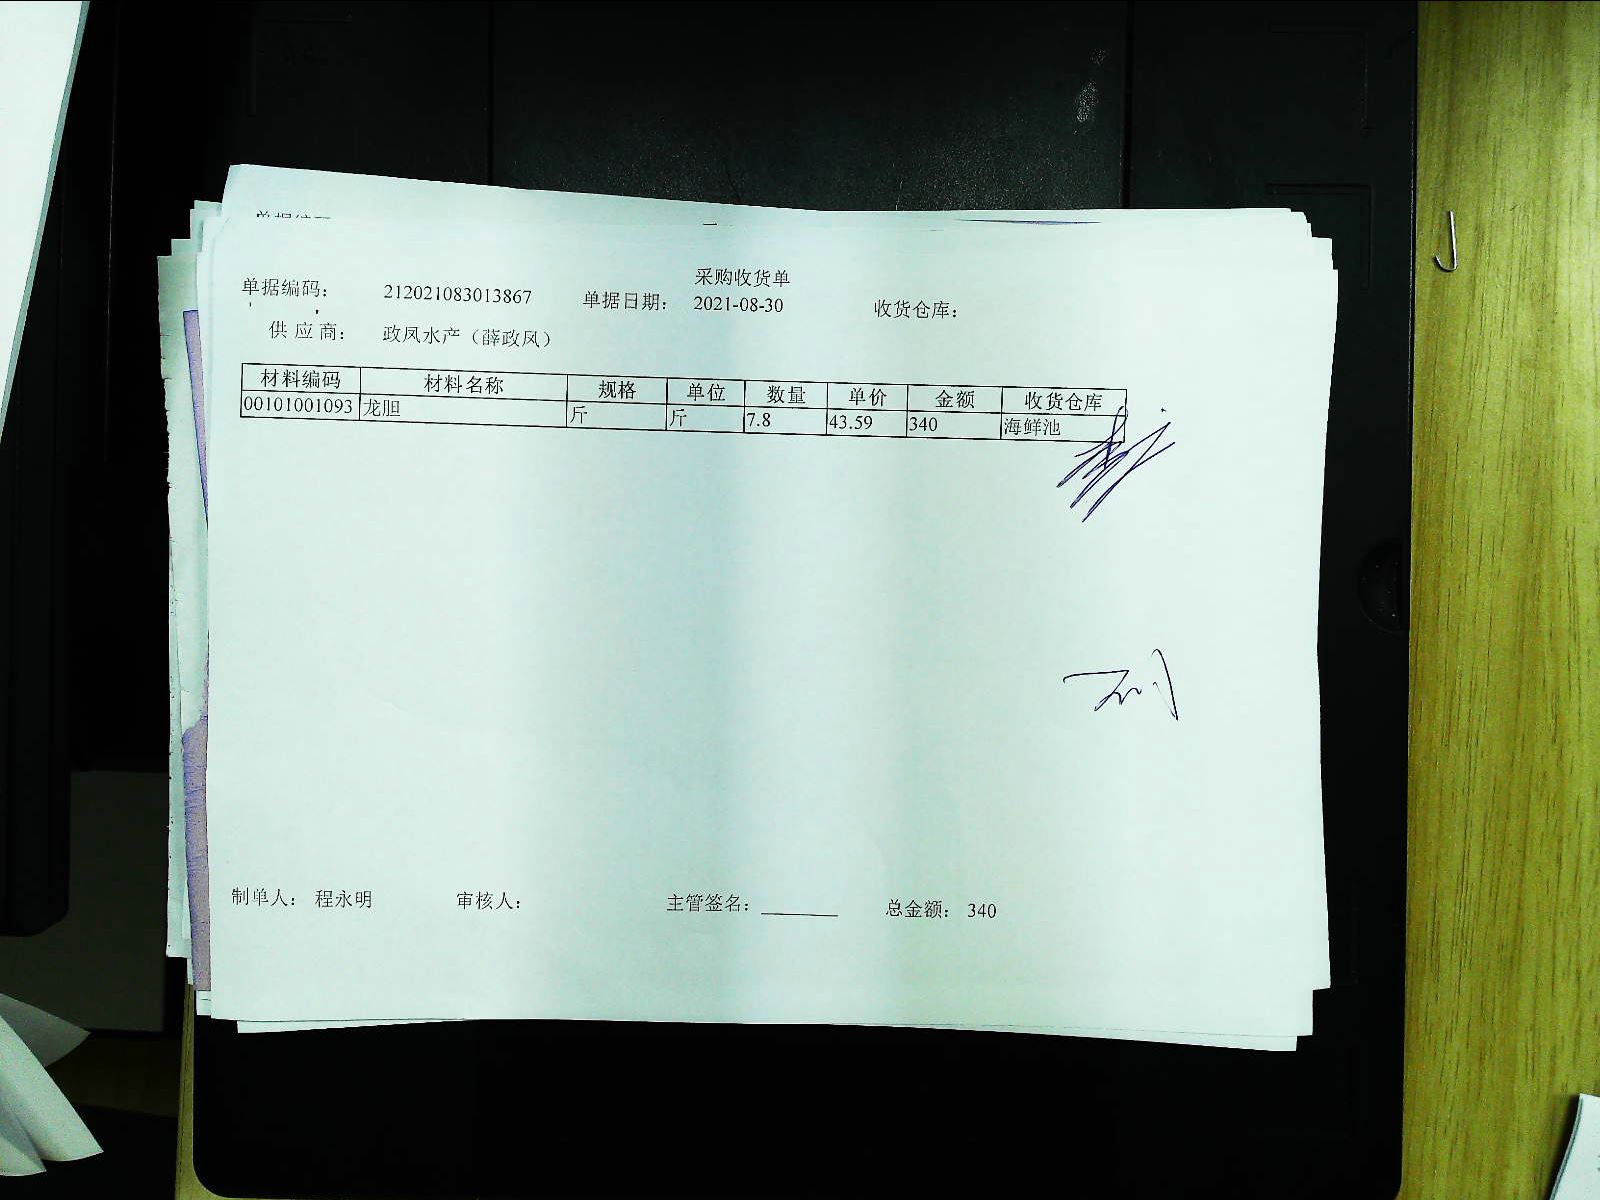 采购收货单
单据编码： 212021083013867 单据日期： 2021-08-30 收货仓库：
供 应 商： 政风水产（薛政风）
材料编码 材料名称 规格 单位 数量 单价 金额 收货仓库
00101001093 龙胆 斤 斤 7.8 43.59 340 海鲜池
制单人： 程永明 审核人： 主管签名：________ 总金额： 340